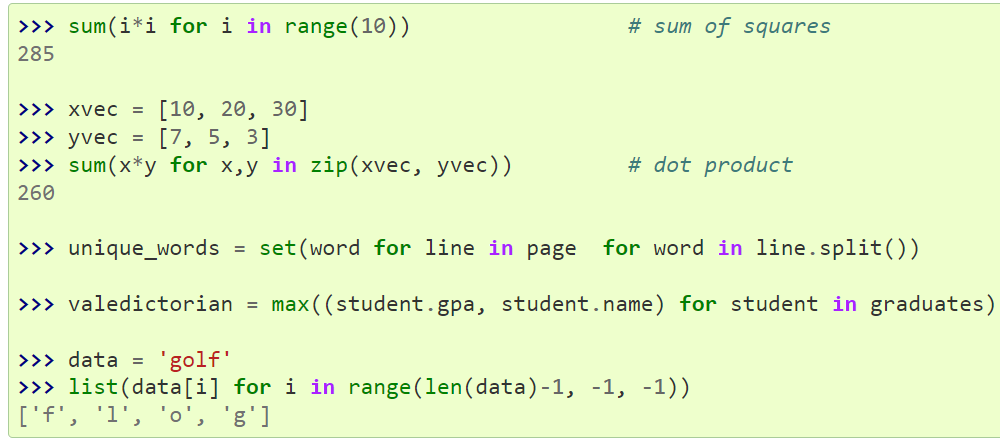 >>> sum(i*i for i in range(10))                 # sum of squares
285

>>> xvec = [10, 20, 30]
>>> yvec = [7, 5, 3]
>>> sum(x*y for x,y in zip(xvec, yvec))         # dot product
260

>>> unique_words = set(word for line in page  for word in line.split())

>>> valedictorian = max((student.gpa, student.name) for student in graduates)

>>> data = 'golf'
>>> list(data[i] for i in range(len(data)-1, -1, -1))
['f', 'l', 'o', 'g']